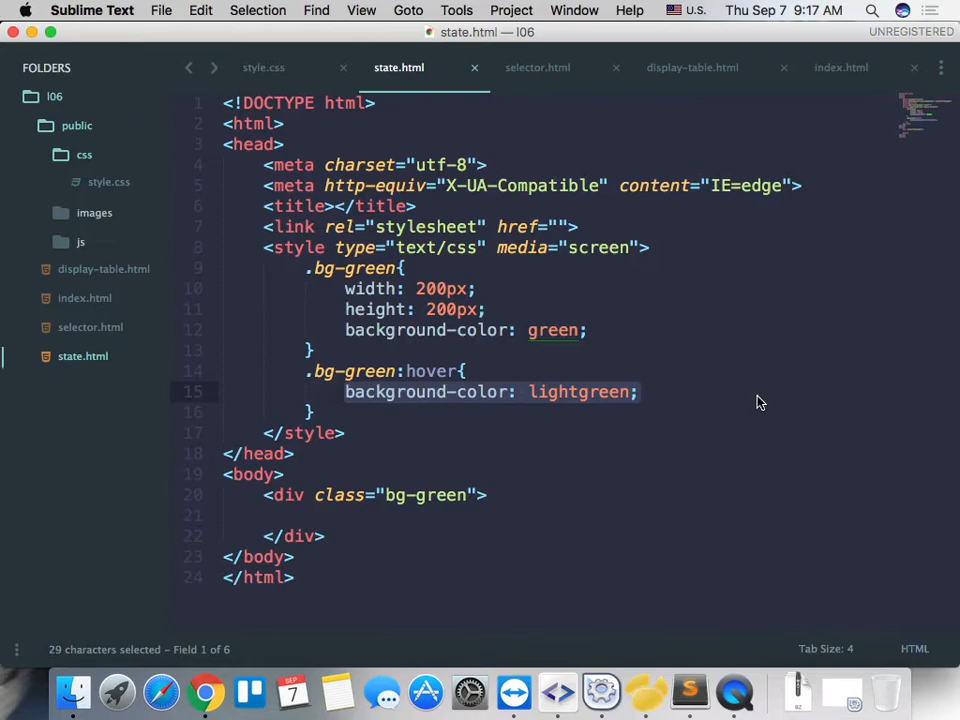 Sublime Text File Edit Selection Find View Goto Tools Project Window Help U.S. Thu Sep 7 9:17 AM
state.html — l06 UNREGISTERED
FOLDERS
l06
public
css
style.css
images
js
display-table.html
index.html
selector.html
state.html
style.css × state.html × selector.html × display-table.html × index.html ×
1 <!DOCTYPE html>
2 <html>
3 <head>
4 <meta charset="utf-8">
5 <meta http-equiv="X-UA-Compatible" content="IE=edge">
6 <title></title>
7 <link rel="stylesheet" href="">
8 <style type="text/css" media="screen">
9 .bg-green{
10 width: 200px;
11 height: 200px;
12 background-color: green;
13 }
14 .bg-green:hover{
15 background-color: lightgreen;
16 }
17 </style>
18 </head>
19 <body>
20 <div class="bg-green">
21
22 </div>
23 </body>
24 </html>
29 characters selected – Field 1 of 6 Tab Size: 4 HTML
SEP
7